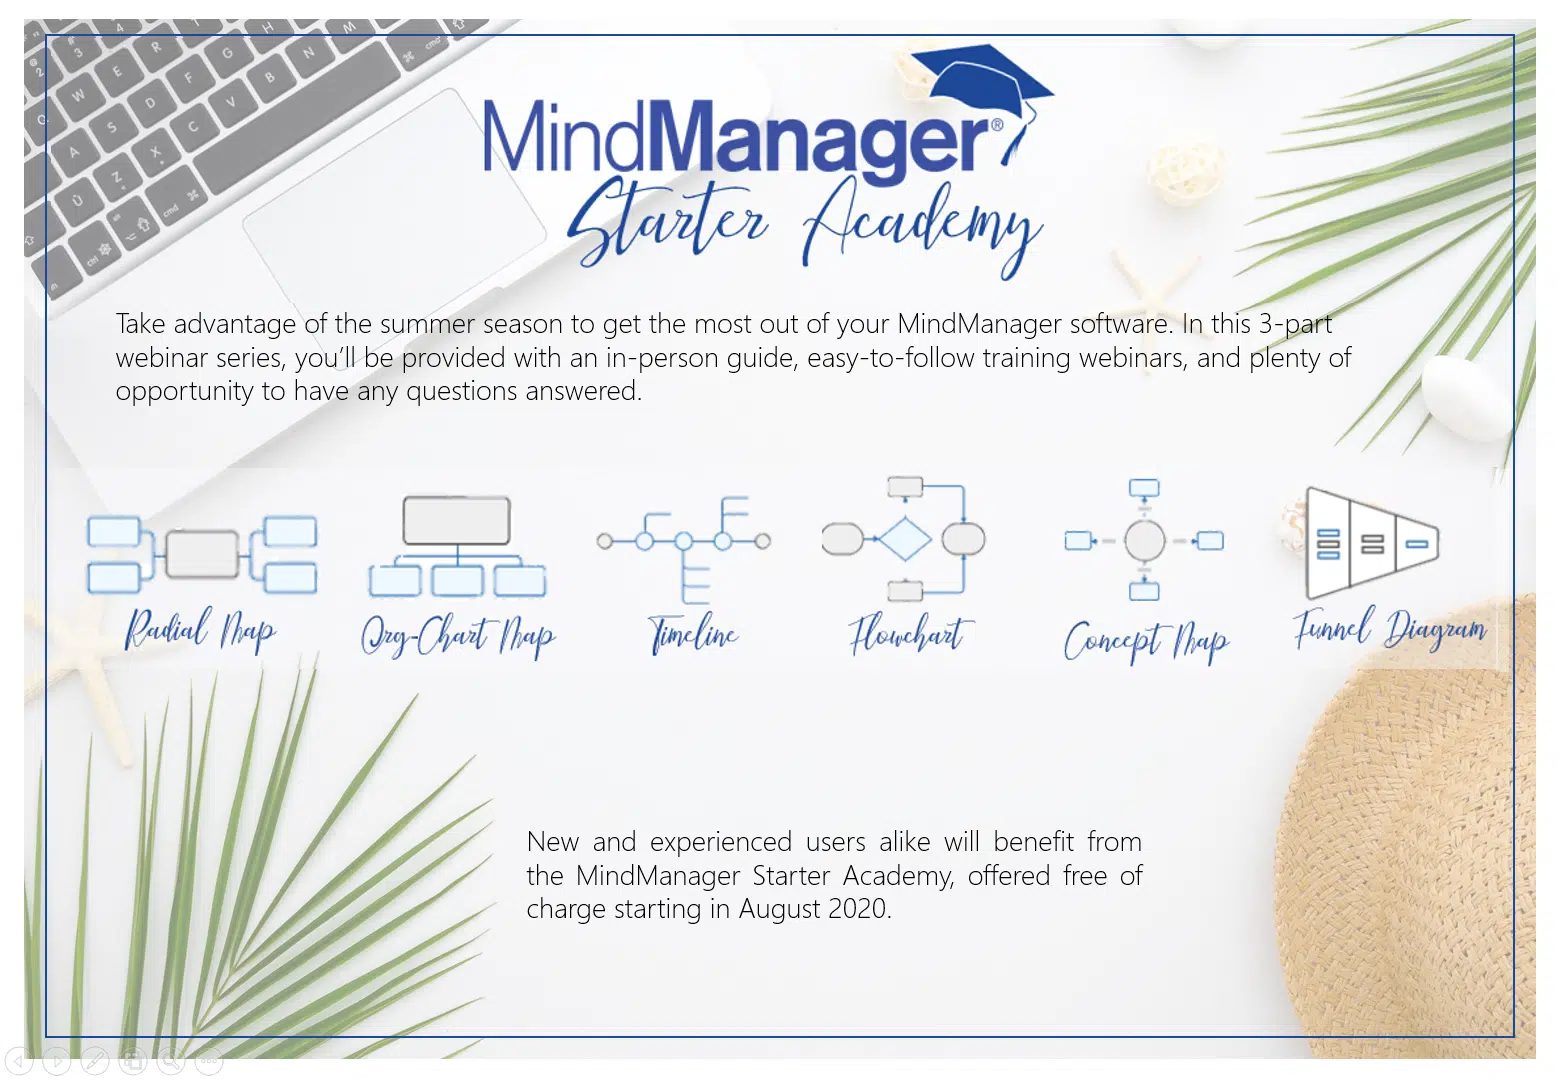 MindManager®
Starter Academy
Take advantage of the summer season to get the most out of your MindManager software. In this 3-part
webinar series, you’ll be provided with an in-person guide, easy-to-follow training webinars, and plenty of
opportunity to have any questions answered.
Radial Map
Org-Chart Map
Timeline
Flowchart
Concept Map
Funnel Diagram
New and experienced users alike will benefit from
the MindManager Starter Academy, offered free of
charge starting in August 2020.